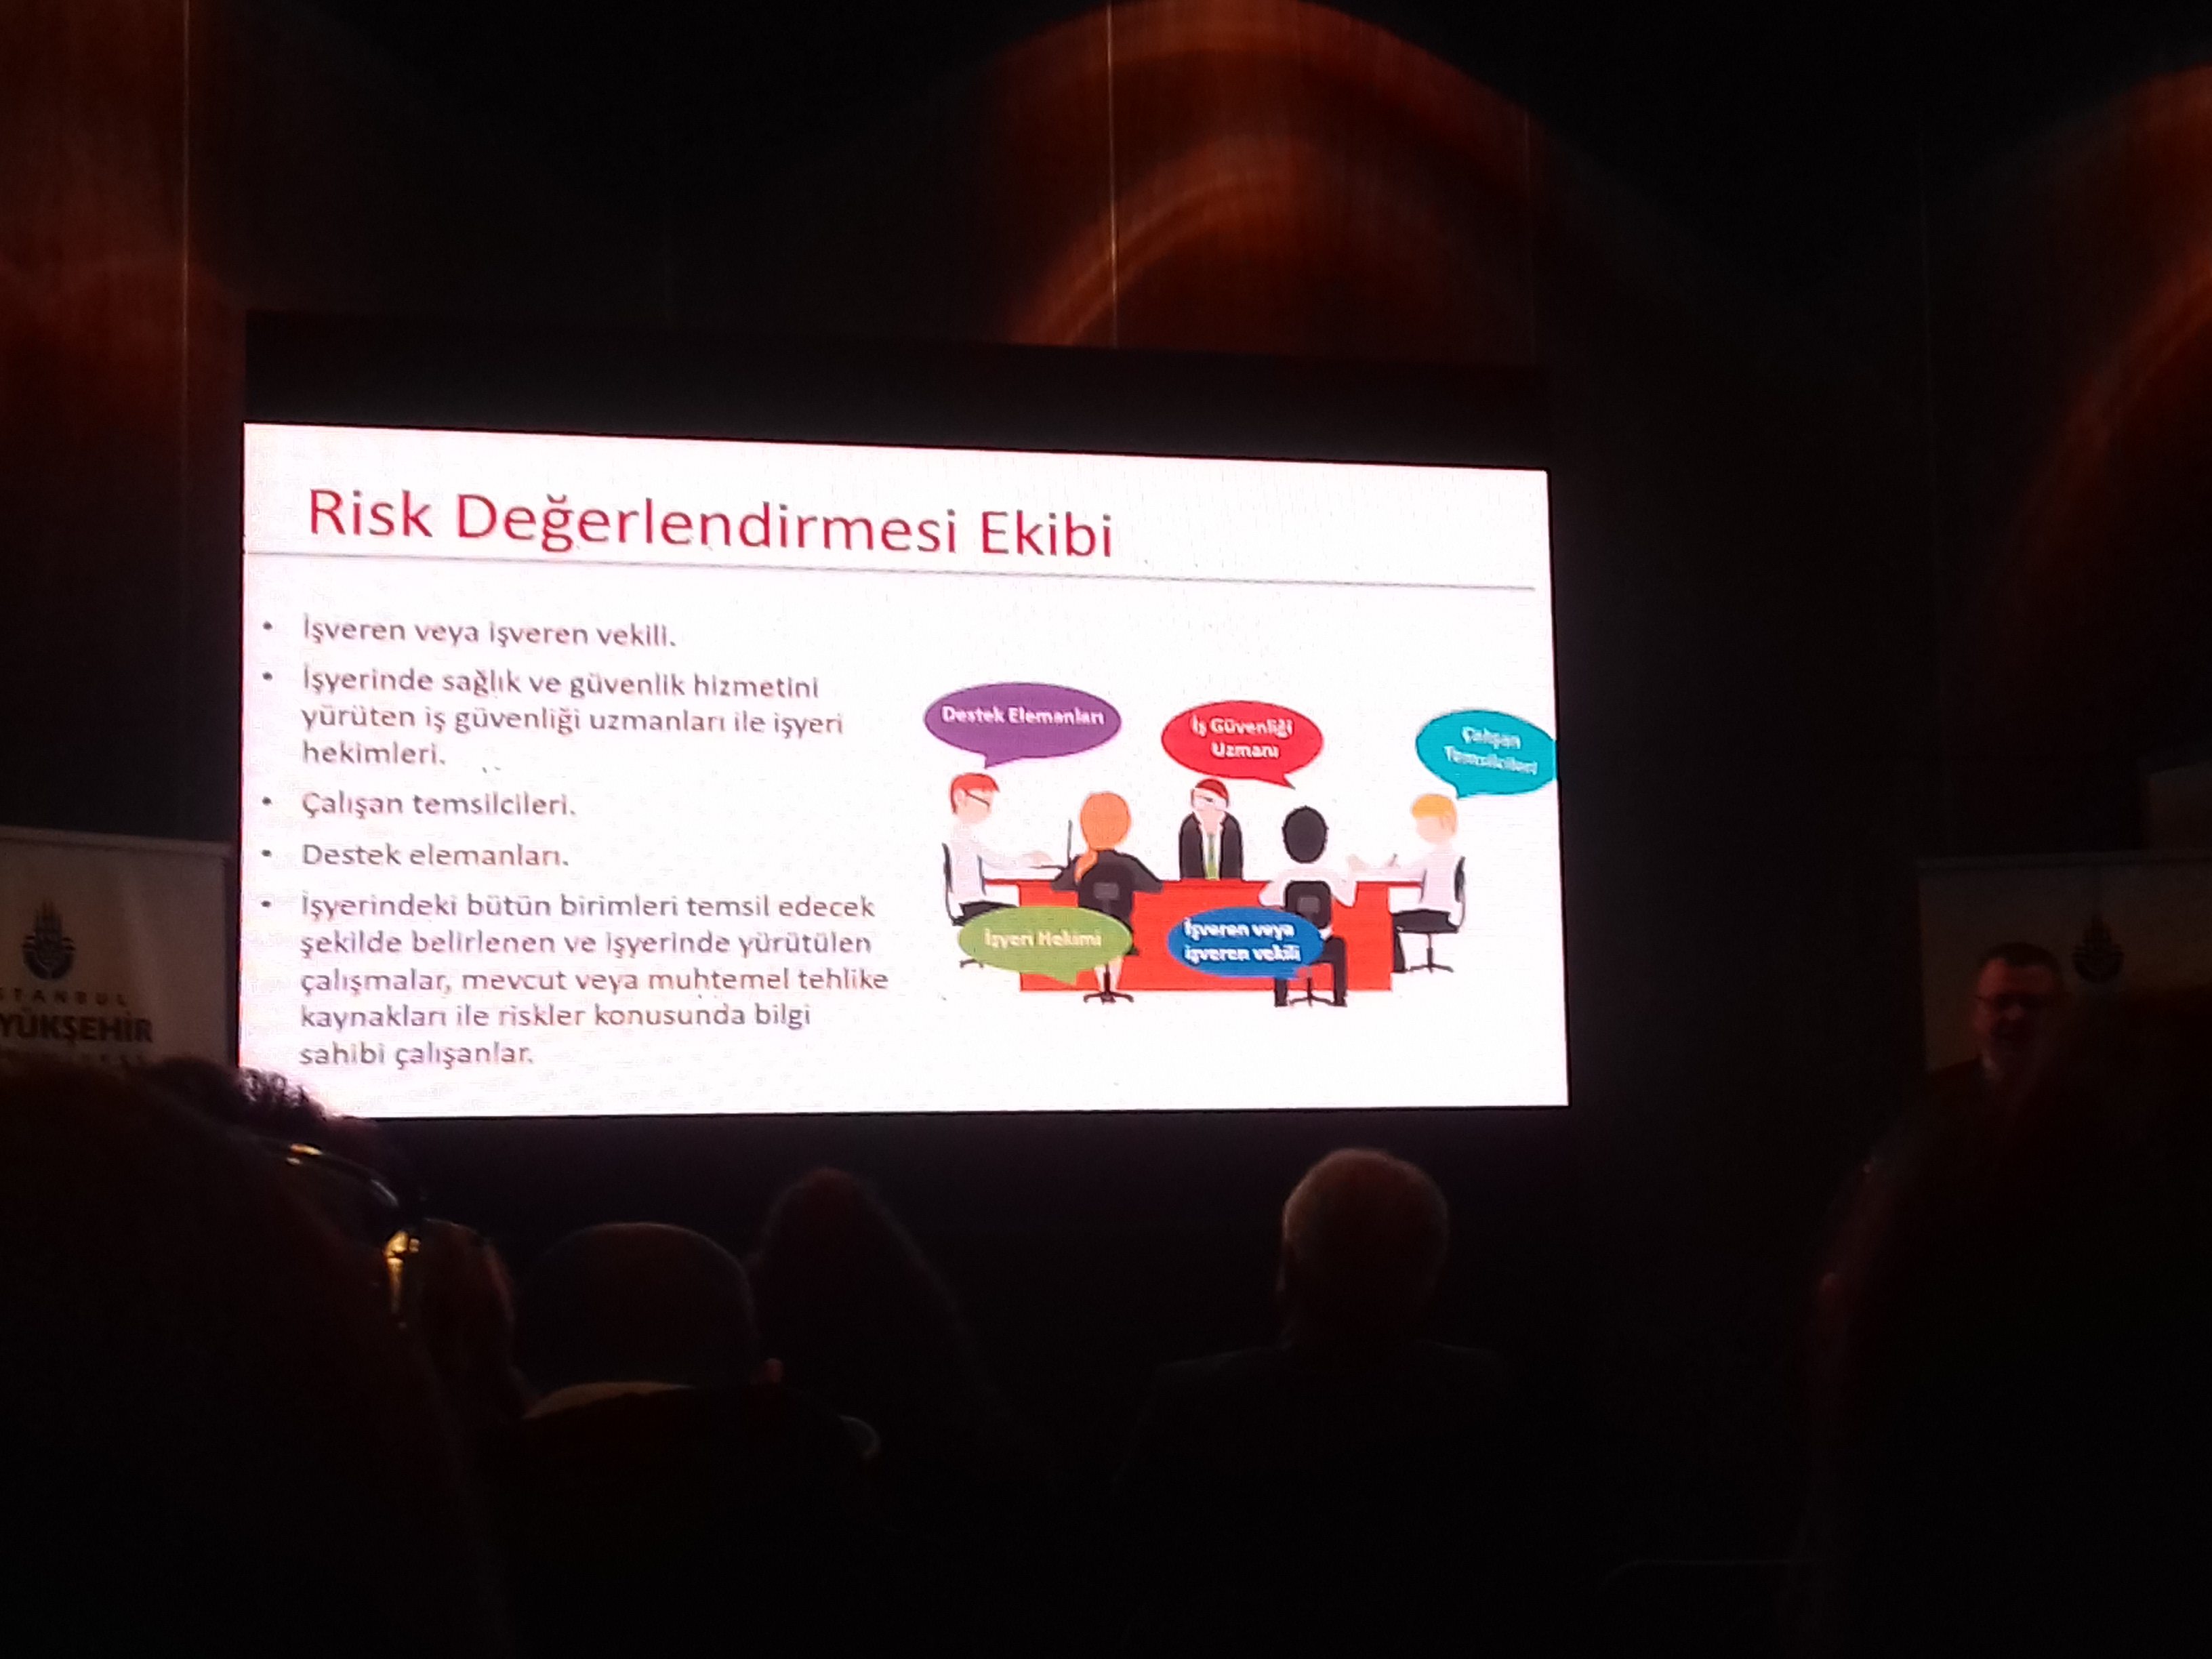 Risk Değerlendirmesi Ekibi
• İşveren veya işveren vekili.
• İşyerinde sağlık ve güvenlik hizmetini
yürüten iş güvenliği uzmanları ile işyeri
hekimleri.
• Çalışan temsilcileri.
• Destek elemanları.
• İşyerindeki bütün birimleri temsil edecek
şekilde belirlenen ve işyerinde yürütülen
çalışmalar, mevcut veya muhtemel tehlike
kaynakları ile riskler konusunda bilgi
sahibi çalışanlar.
Destek Elemanları
İş Güvenliği
Uzmanı
Çalışan
Temsilcileri
İşyeri Hekimi
İşveren veya
işveren vekili
STANBUL
YÜKŞEHİR